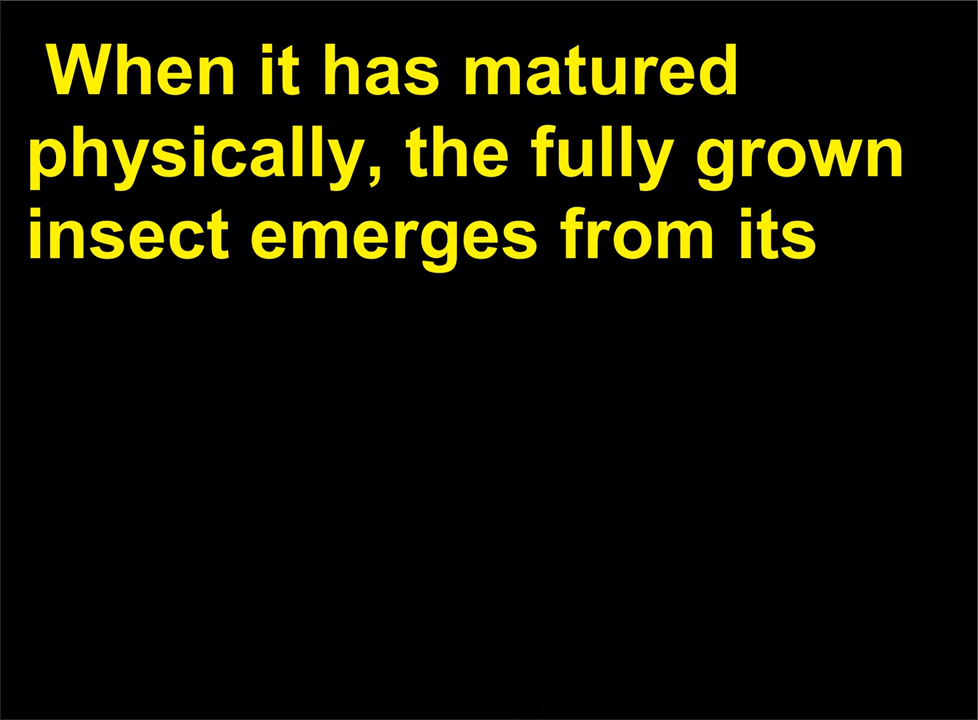 When it has matured
physically, the fully grown
insect emerges from its